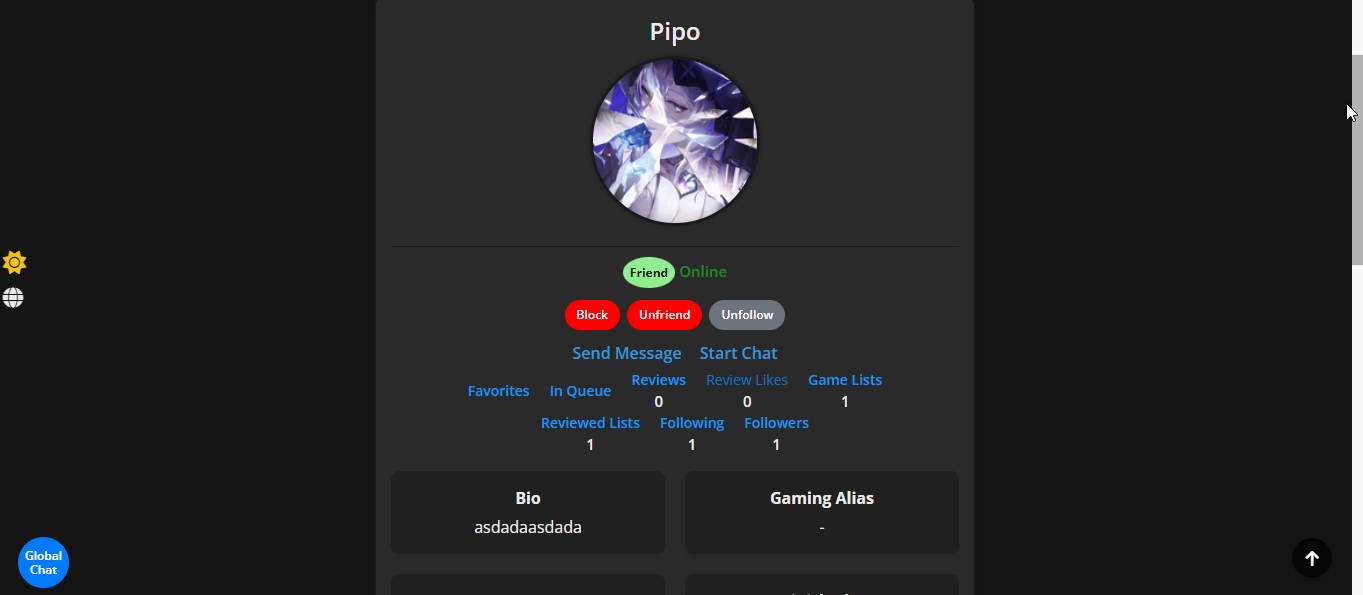 Pipo
Friend Online
Block Unfriend Unfollow
Send Message Start Chat
Favorites In Queue Reviews Review Likes Game Lists
0 0 1
Reviewed Lists Following Followers
1 1 1
Bio Gaming Alias
asdadaasdada -
Global
Chat